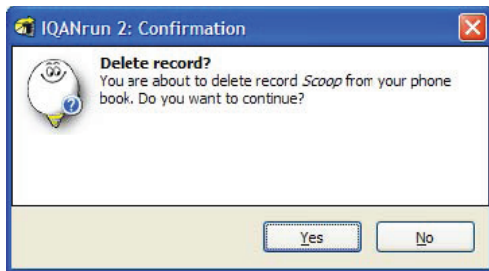 IQANrun 2: Confirmation
Delete record?
You are about to delete record Scoop from your phone
book. Do you want to continue?
Yes
No